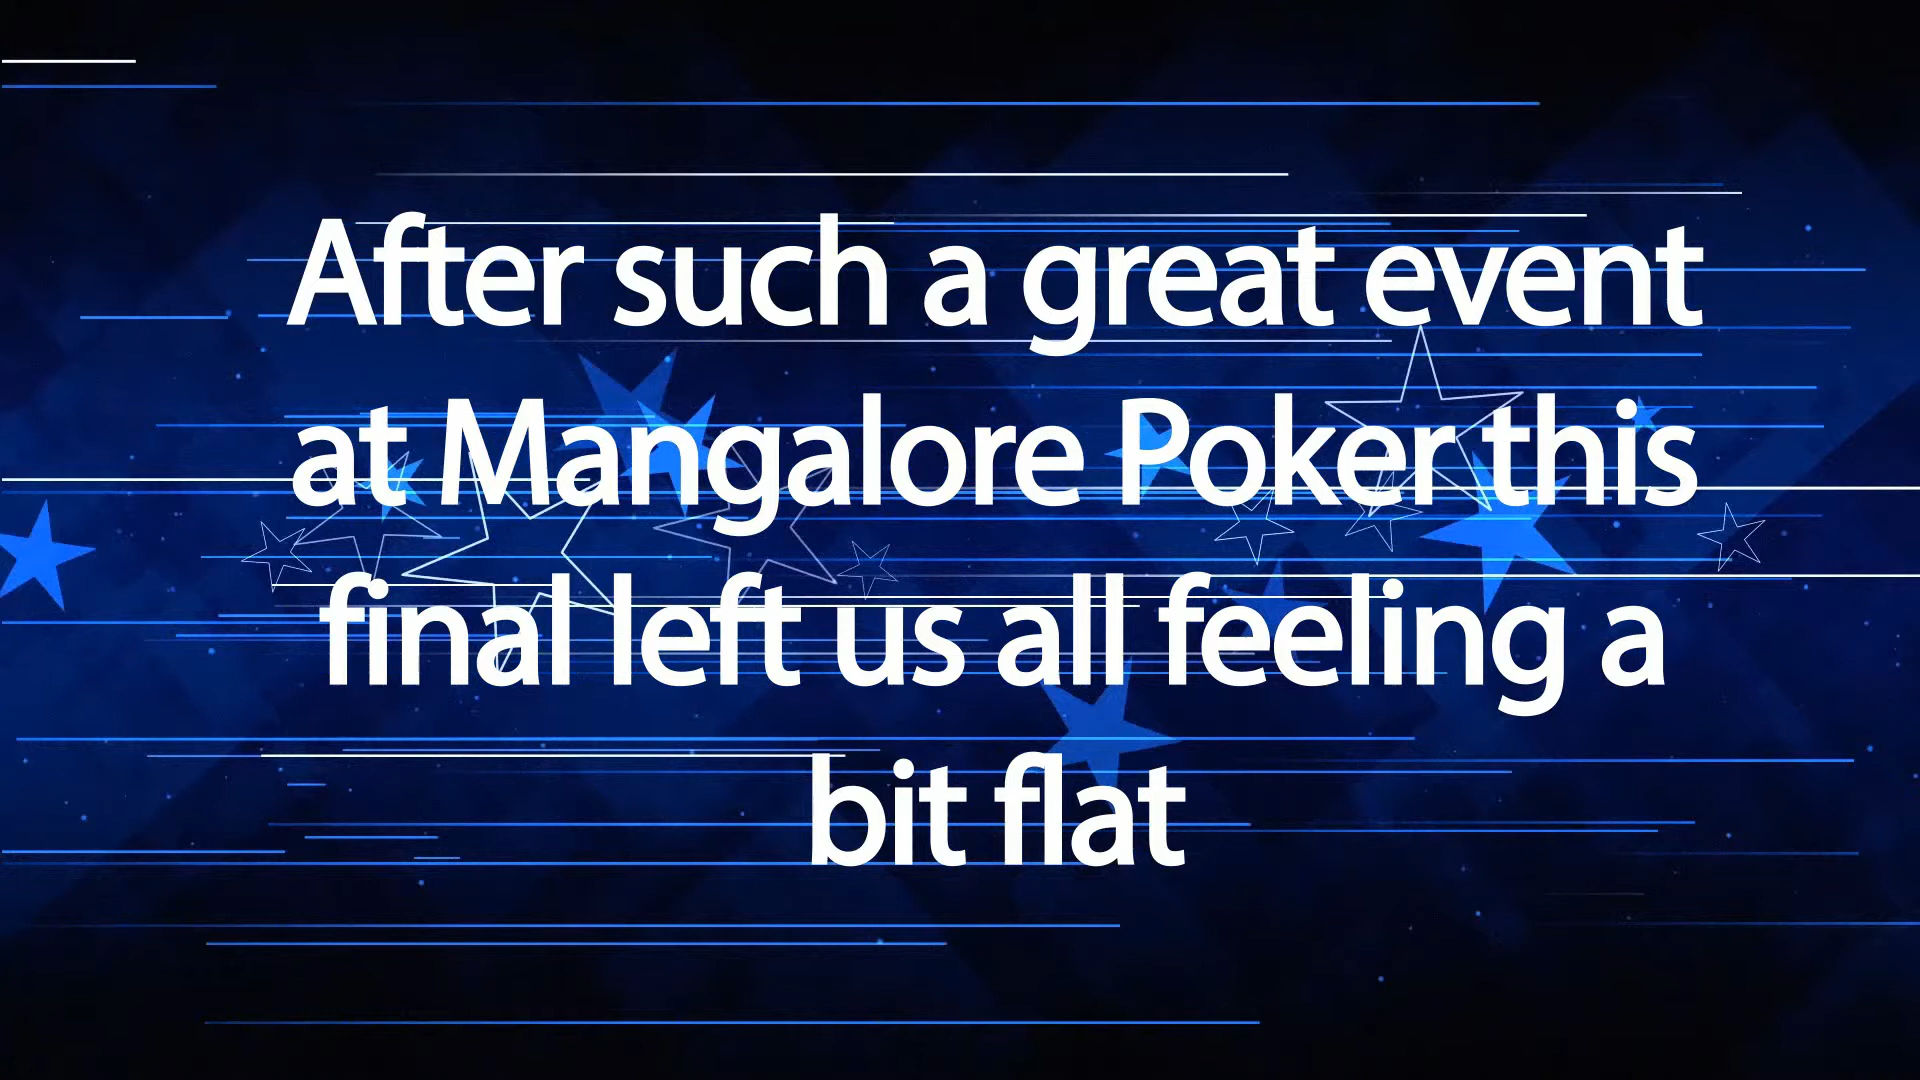 After such a great event
at Mangalore Poker this
final left us all feeling a
bit flat